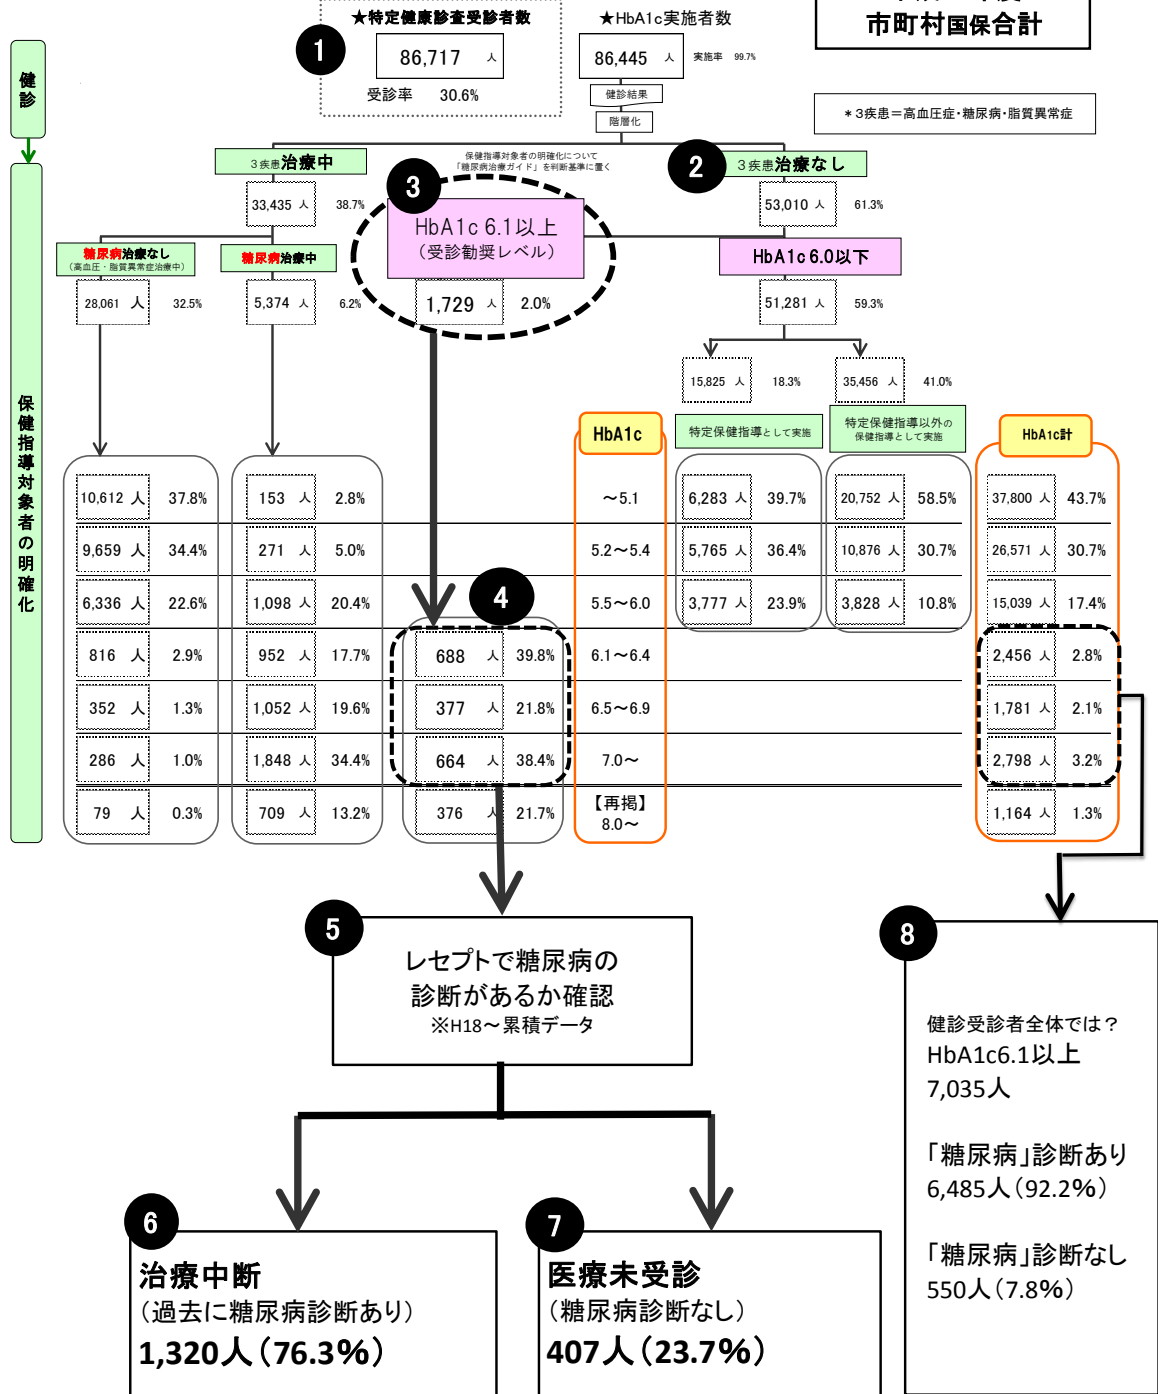 ★特定健康診査受診者数
★HbA1c実施者数
市町村国保合計
1
86,717 人
86,445 人
実施率 99.7%
受診率 30.6%
健診結果
階層化
健診
*3疾患=高血圧症・糖尿病・脂質異常症
保健指導対象者の明確化について
「糖尿病治療ガイド」を判断基準に置く
3疾患治療中
2
3疾患治療なし
3
33,435 人 38.7%
HbA1c 6.1以上
(受診勧奨レベル)
53,010 人 61.3%
糖尿病治療なし
(高血圧・脂質異常症治療中)
糖尿病治療中
HbA1c 6.0以下
28,061 人 32.5%
5,374 人 6.2%
1,729 人 2.0%
51,281 人 59.3%
15,825 人 18.3%
35,456 人 41.0%
保健指導対象者の明確化
HbA1c
特定保健指導として実施
特定保健指導以外の
保健指導として実施
HbA1c計
10,612 人 37.8% 153 人 2.8% ~5.1 6,283 人 39.7% 20,752 人 58.5% 37,800 人 43.7%
9,659 人 34.4% 271 人 5.0% 5.2~5.4 5,765 人 36.4% 10,876 人 30.7% 26,571 人 30.7%
6,336 人 22.6% 1,098 人 20.4% 5.5~6.0 3,777 人 23.9% 3,828 人 10.8% 15,039 人 17.4%
4
816 人 2.9% 952 人 17.7% 688 人 39.8% 6.1~6.4 2,456 人 2.8%
352 人 1.3% 1,052 人 19.6% 377 人 21.8% 6.5~6.9 1,781 人 2.1%
286 人 1.0% 1,848 人 34.4% 664 人 38.4% 7.0~ 2,798 人 3.2%
79 人 0.3% 709 人 13.2% 376 人 21.7% 【再掲】 1,164 人 1.3%
8.0~
5
レセプトで糖尿病の
診断があるか確認
※H18~累積データ
8
健診受診者全体では?
HbA1c6.1以上
7,035人
「糖尿病」診断あり
6,485人(92.2%)
「糖尿病」診断なし
550人(7.8%)
6
治療中断
(過去に糖尿病診断あり)
1,320人(76.3%)
7
医療未受診
(糖尿病診断なし)
407人(23.7%)